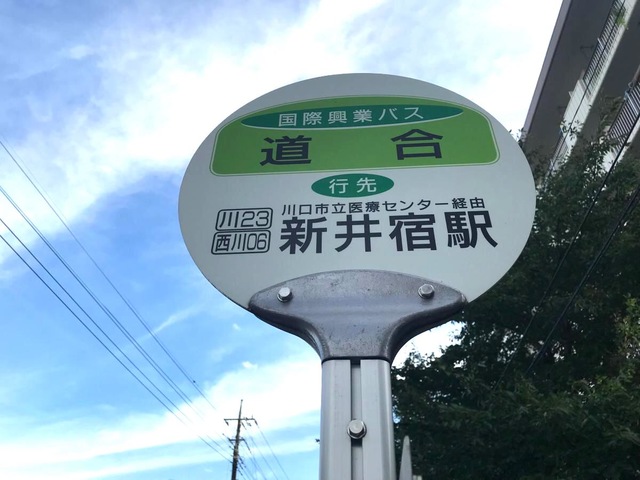 国際興業バス
道合
行先
川23
西川06
川口市立医療センター経由
新井宿駅